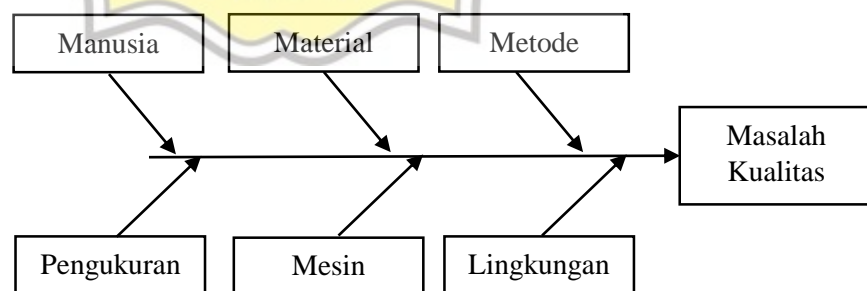 Manusia
Material
Metode
Masalah
Kualitas
Pengukuran
Mesin
Lingkungan